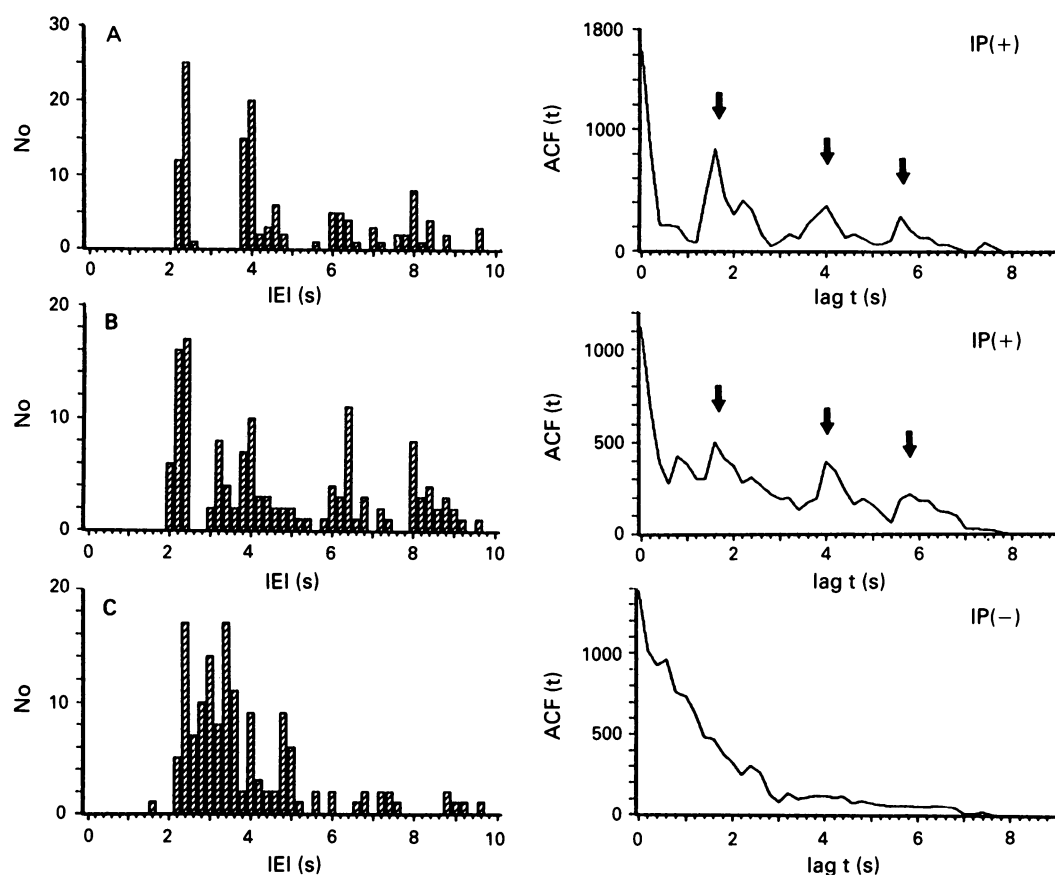 A
No
30
20
10
0
0 2 4 6 8 10
IEI (s)
IP(+)
ACF (t)
1800
1000
0
0 2 4 6 8
lag t (s)
B
No
20
10
0
0 2 4 6 8 10
IEI (s)
IP(+)
ACF (t)
1000
500
0
0 2 4 6 8
lag t (s)
C
No
20
10
0
0 2 4 6 8 10
IEI (s)
IP(−)
ACF (t)
1000
500
0
0 2 4 6 8
lag t (s)